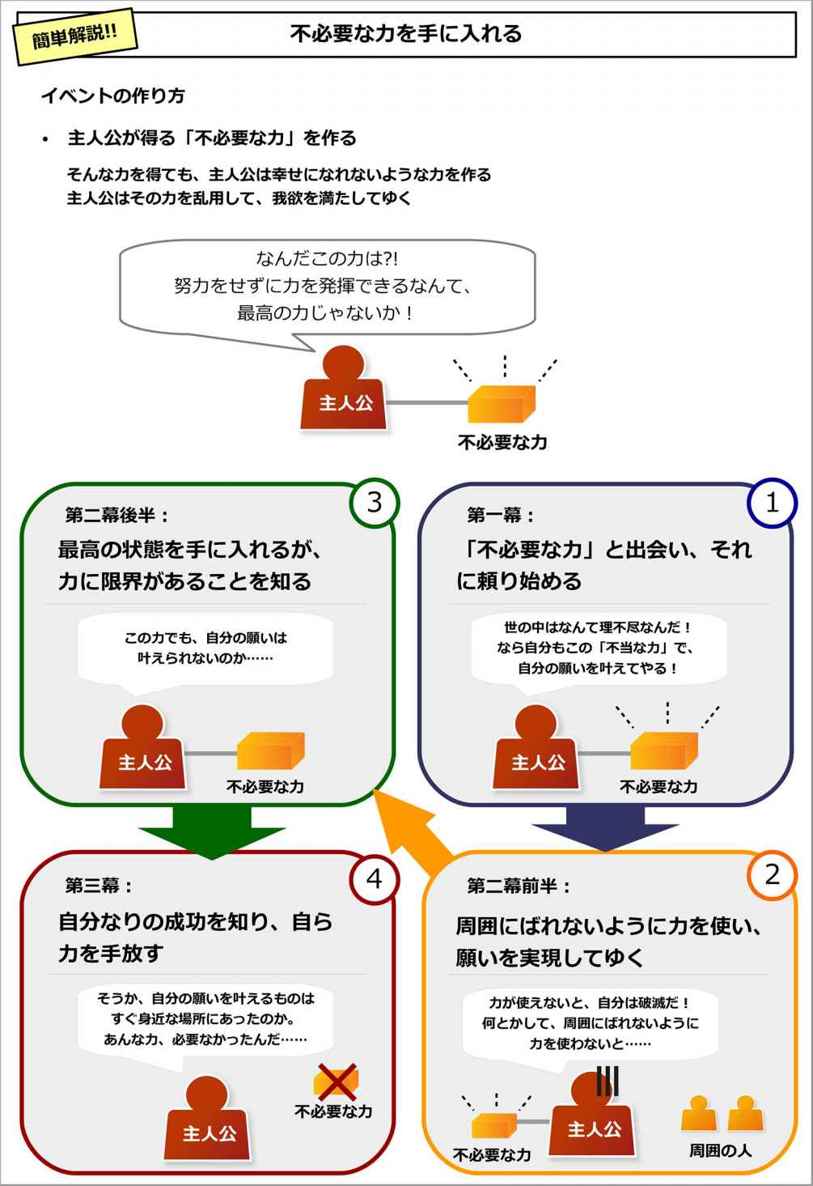 簡単解説!!
不必要な力を手に入れる
イベントの作り方
• 主人公が得る「不必要な力」を作る
そんな力を得ても、主人公は幸せになれないような力を作る
主人公はその力を乱用して、我欲を満たしてゆく
なんだこの力は?!
努力をせずに力を発揮できるなんて、
最高の力じゃないか！
主人公
不必要な力
1
第一幕：
「不必要な力」と出会い、それ
に頼り始める
世の中はなんて理不尽なんだ！
なら自分もこの「不当な力」で、
自分の願いを叶えてやる！
主人公
不必要な力
2
第二幕前半：
周囲にばれないように力を使い、
願いを実現してゆく
力が使えないと、自分は破滅だ！
何とかして、周囲にばれないように
力を使わないと……
主人公
不必要な力
周囲の人
3
第二幕後半：
最高の状態を手に入れるが、
力に限界があることを知る
この力でも、自分の願いは
叶えられないのか……
主人公
不必要な力
4
第三幕：
自分なりの成功を知り、自ら
力を手放す
そうか、自分の願いを叶えるものは
すぐ身近な場所にあったのか。
あんな力、必要なかったんだ……
主人公
不必要な力